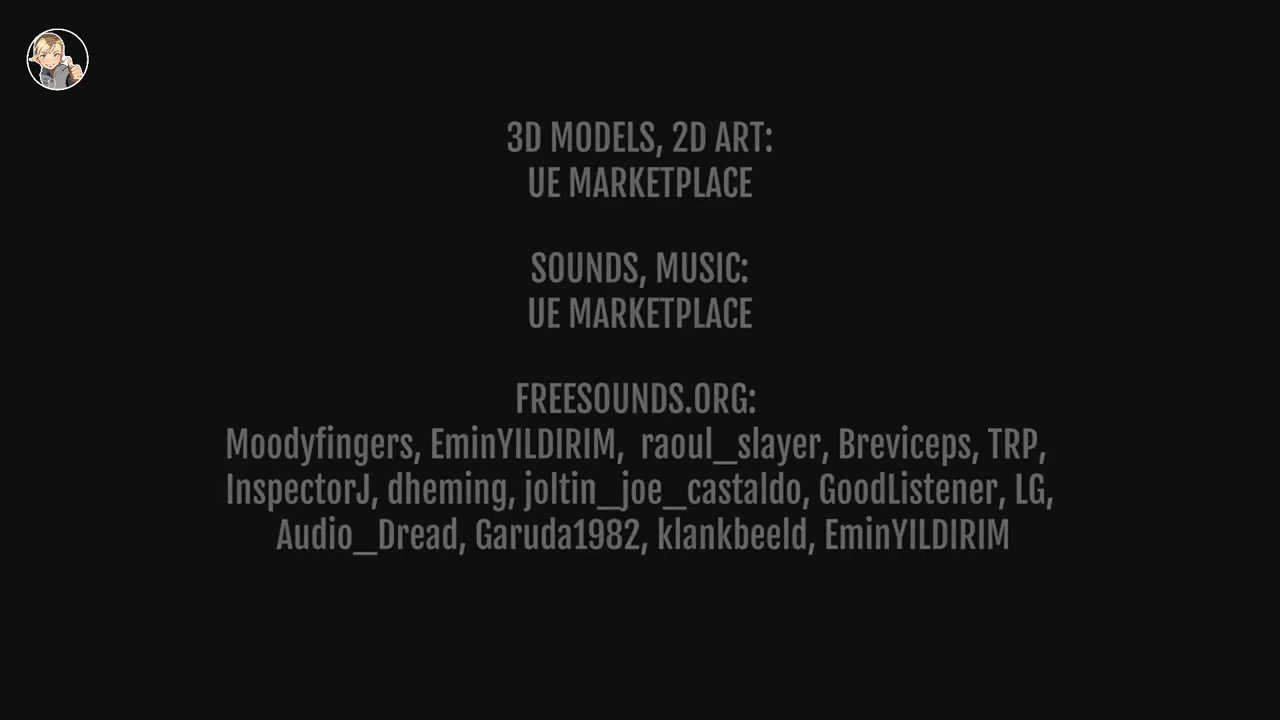 3D MODELS, 2D ART:
UE MARKETPLACE
SOUNDS, MUSIC:
UE MARKETPLACE
FREESOUNDS.ORG:
Moodyfingers, EminYILDIRIM, raoul_slayer, Breviceps, TRP,
InspectorJ, dheming, joltin_joe_castaldo, GoodListener, LG,
Audio_Dread, Garuda1982, klankbeeld, EminYILDIRIM